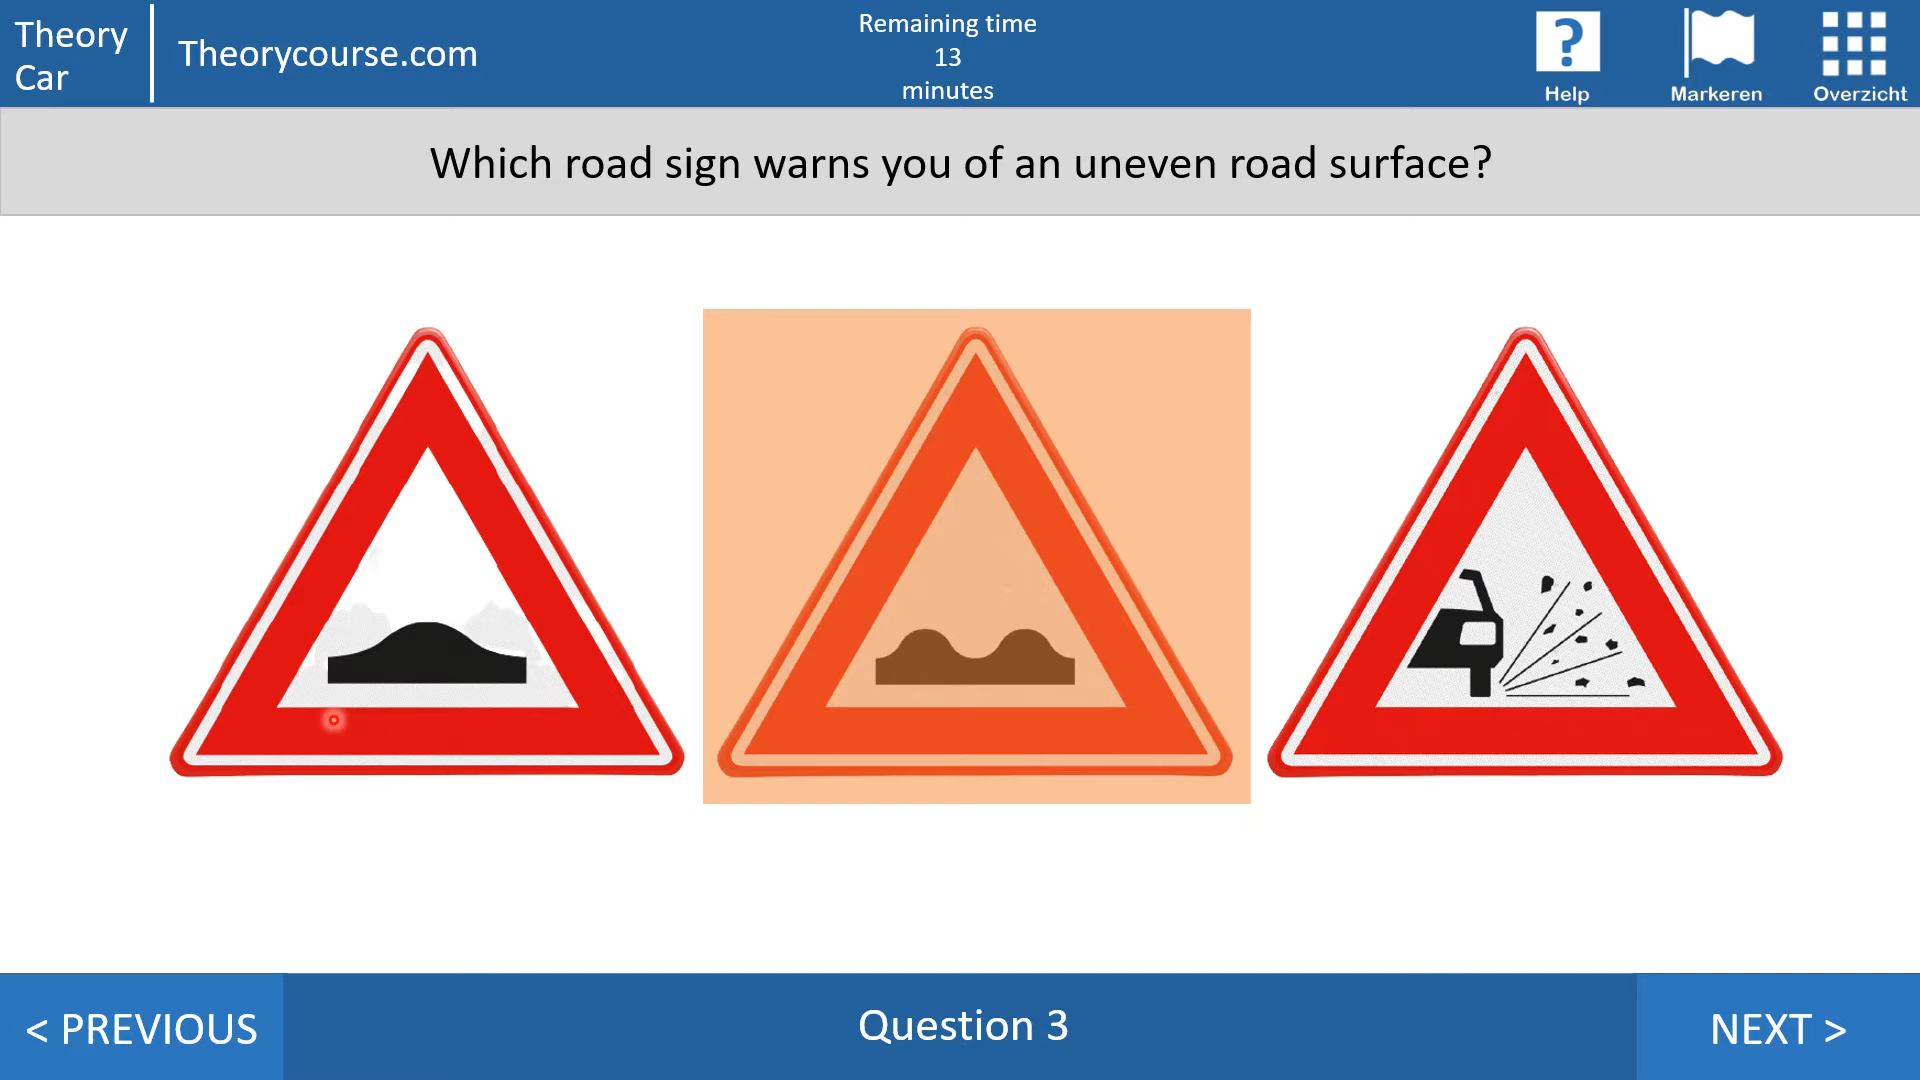 Theory
Car
Theorycourse.com
Remaining time
13
minutes
?
Help
Markeren
Overzicht
Which road sign warns you of an uneven road surface?
< PREVIOUS
Question 3
NEXT >